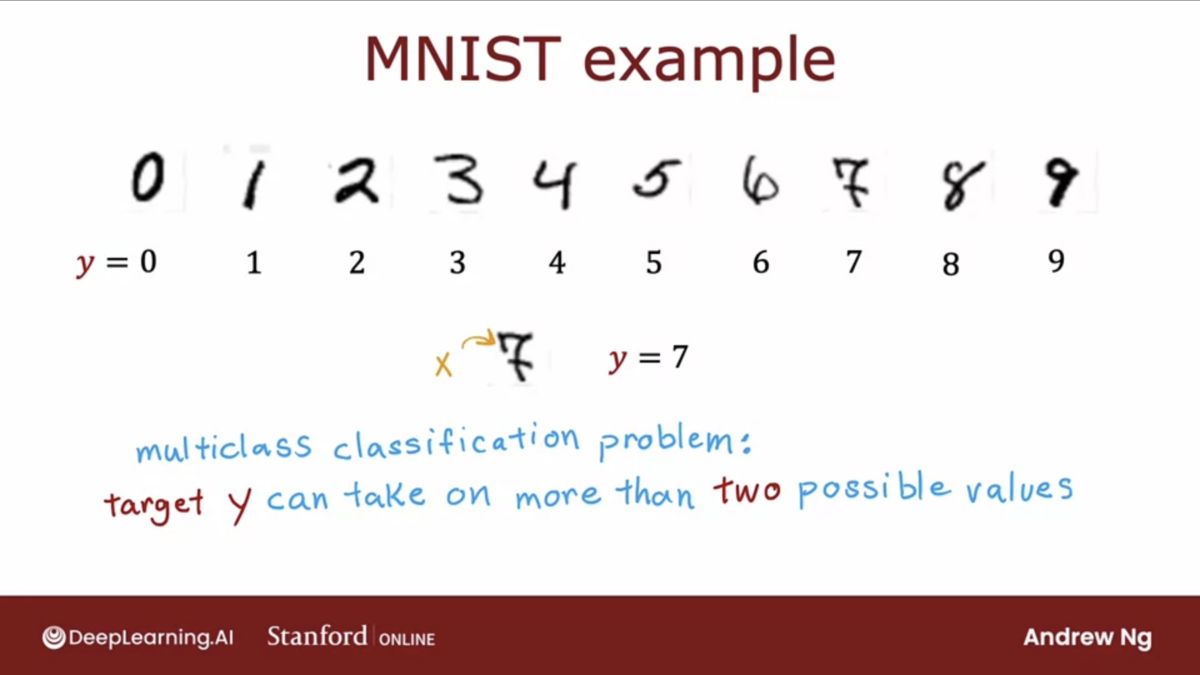 MNIST example
0 1 2 3 4 5 6 7 8 9
y = 0 1 2 3 4 5 6 7 8 9
x 7 y = 7
multiclass classification problem:
target y can take on more than two possible values
DeepLearning.AI Stanford ONLINE Andrew Ng